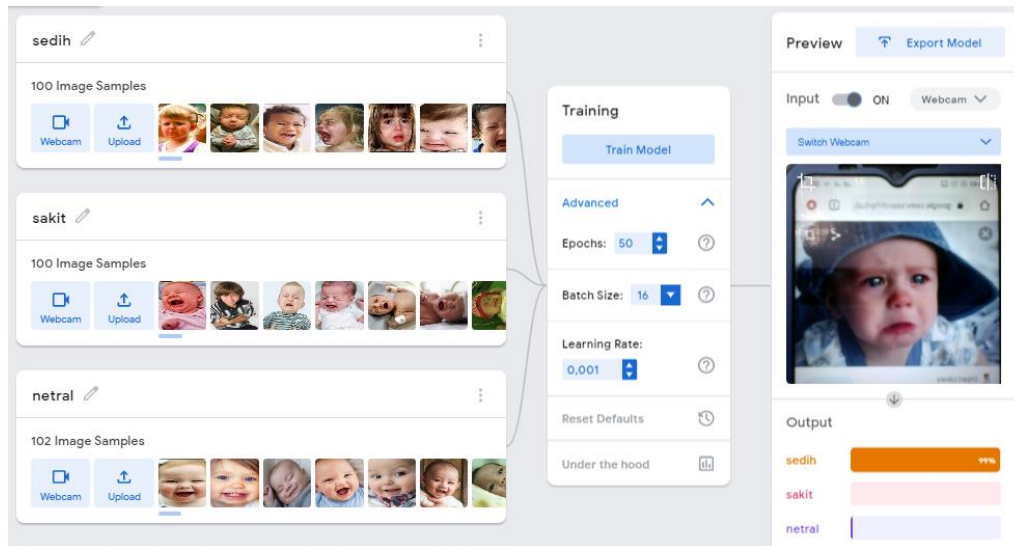 sedih
100 Image Samples
Webcam
Upload
sakit
100 Image Samples
Webcam
Upload
netral
102 Image Samples
Webcam
Upload
Training
Train Model
Advanced
Epochs: 50
Batch Size: 16
Learning Rate:
0,001
Reset Defaults
Under the hood
Preview
Export Model
Input ON Webcam
Switch Webcam
Output
sedih 99%
sakit
netral